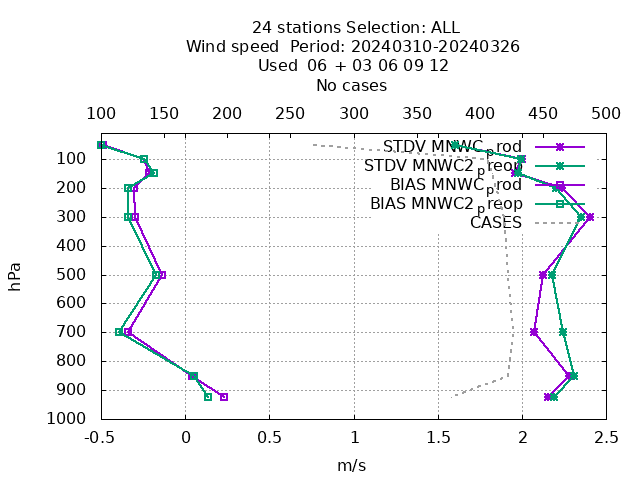 24 stations Selection: ALL
Wind speed  Period: 20240310-20240326
Used  06 + 03 06 09 12
No cases
100 150 200 250 300 350 400 450 500
STDV MNWC_prod
STDV MNWC2_preop
BIAS MNWC_prod
BIAS MNWC2_preop
CASES
hPa
100
200
300
400
500
600
700
800
900
1000
-0.5 0 0.5 1 1.5 2 2.5
m/s